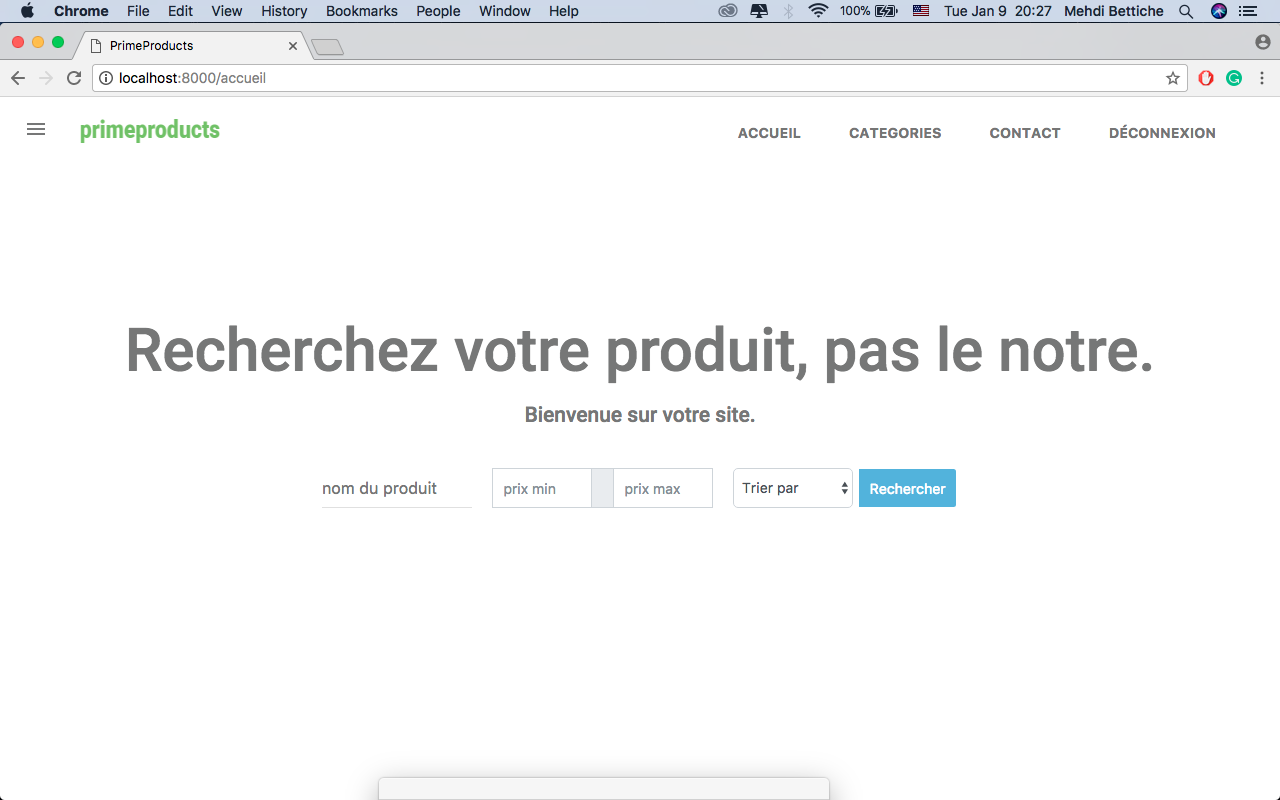 Chrome File Edit View History Bookmarks People Window Help 100% Tue Jan 9 20:27 Mehdi Bettiche
PrimeProducts
localhost:8000/accueil
primeproducts ACCUEIL CATEGORIES CONTACT DÉCONNEXION
Recherchez votre produit, pas le notre.
Bienvenue sur votre site.
nom du produit prix min prix max Trier par Rechercher